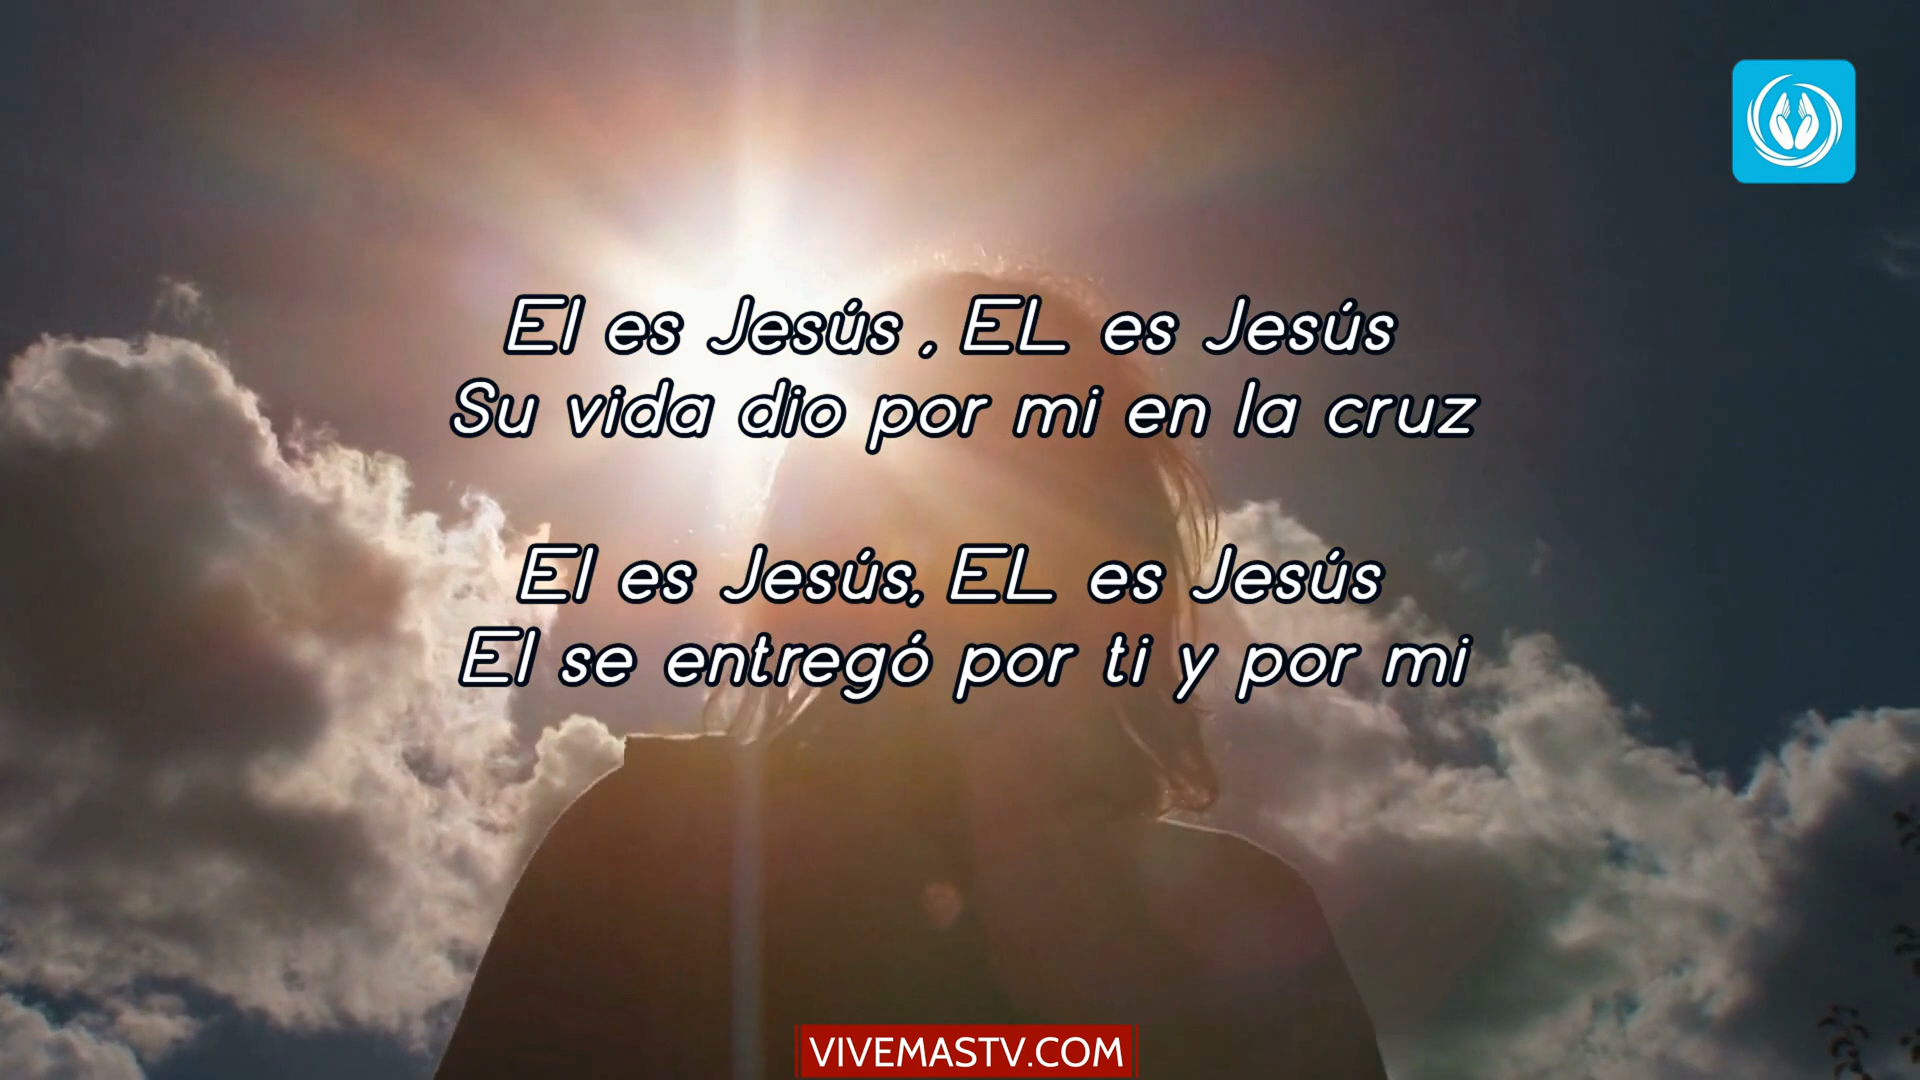 El es Jesús , EL es Jesús
Su vida dio por mi en la cruz
El es Jesús, EL es Jesús
El se entregó por ti y por mi
VIVEMASTV.COM